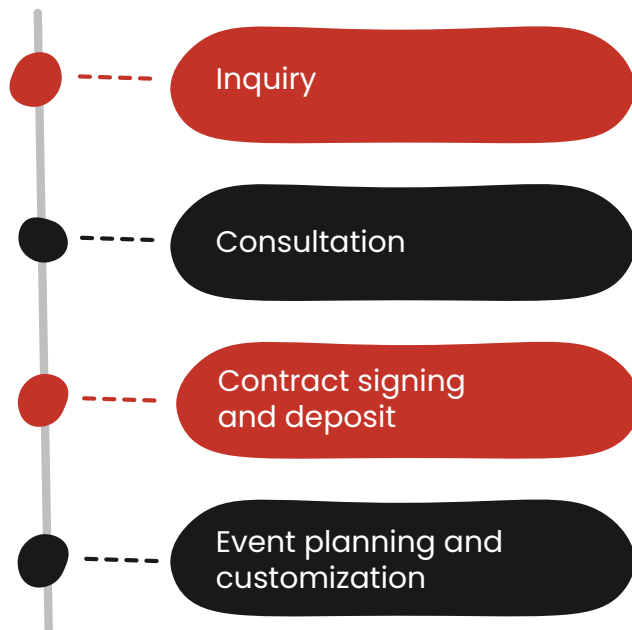 Inquiry
Consultation
Contract signing
and deposit
Event planning and
customization